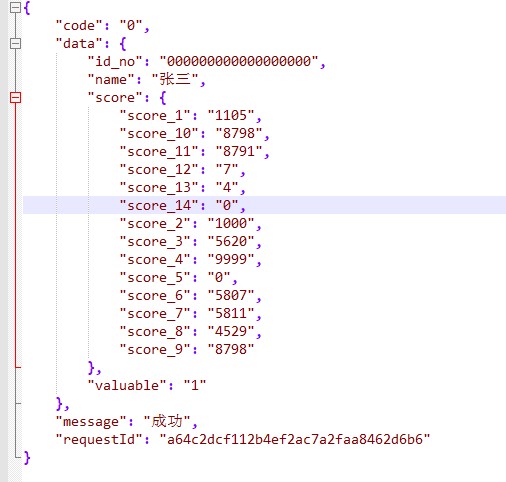 {
"code": "0",
"data": {
"id_no": "000000000000000000",
"name": "张三",
"score": {
"score_1": "1105",
"score_10": "8798",
"score_11": "8791",
"score_12": "7",
"score_13": "4",
"score_14": "0",
"score_2": "1000",
"score_3": "5620",
"score_4": "9999",
"score_5": "0",
"score_6": "5807",
"score_7": "5811",
"score_8": "4529",
"score_9": "8798"
},
"valuable": "1"
},
"message": "成功",
"requestId": "a64c2dcf112b4ef2ac7a2faa8462d6b6"
}